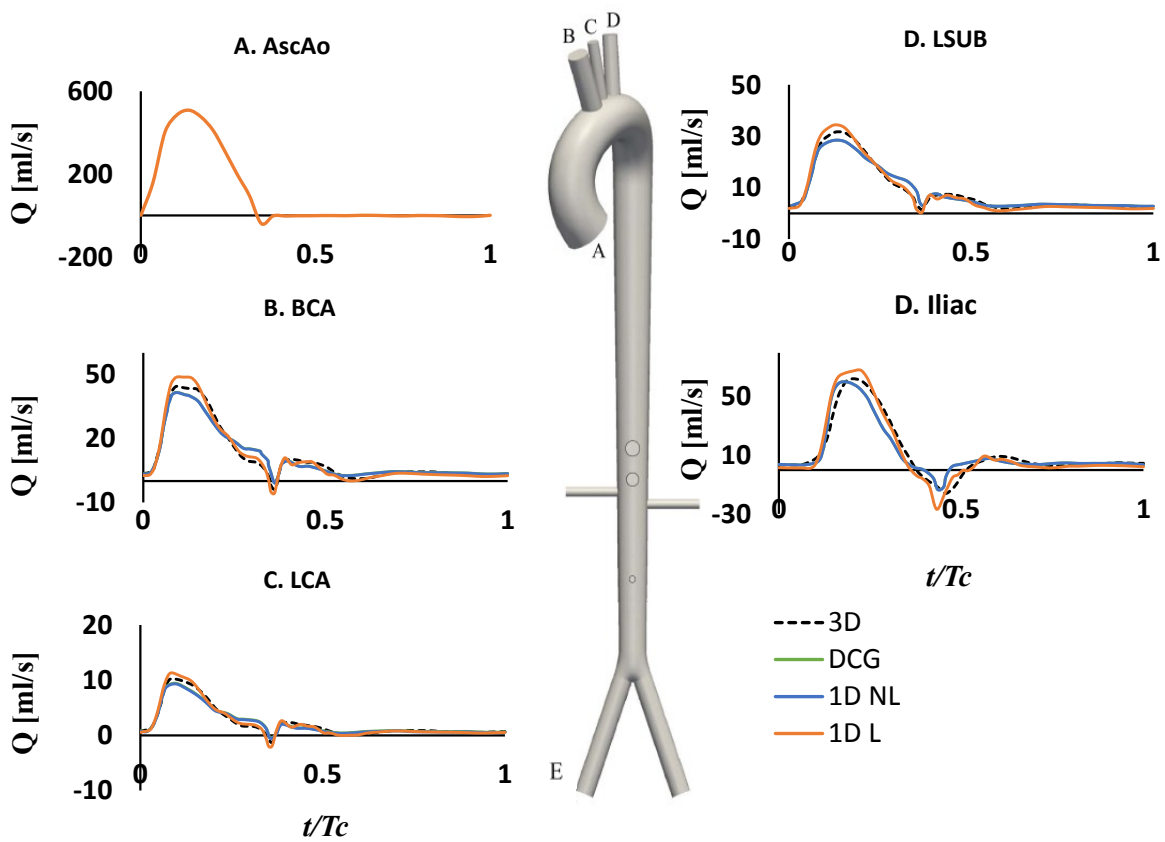 A. AscAo
600
200
-200
Q [ml/s]
0
0.5
1
B. BCA
50
20
-10
Q [ml/s]
0
0.5
1
C. LCA
20
10
0
-10
Q [ml/s]
0
0.5
1
t/Tc
B
C
D
A
E
D. LSUB
50
30
10
-10
Q [ml/s]
0
0.5
1
D. Iliac
50
10
-30
Q [ml/s]
0
0.5
1
t/Tc
3D
DCG
1D NL
1D L